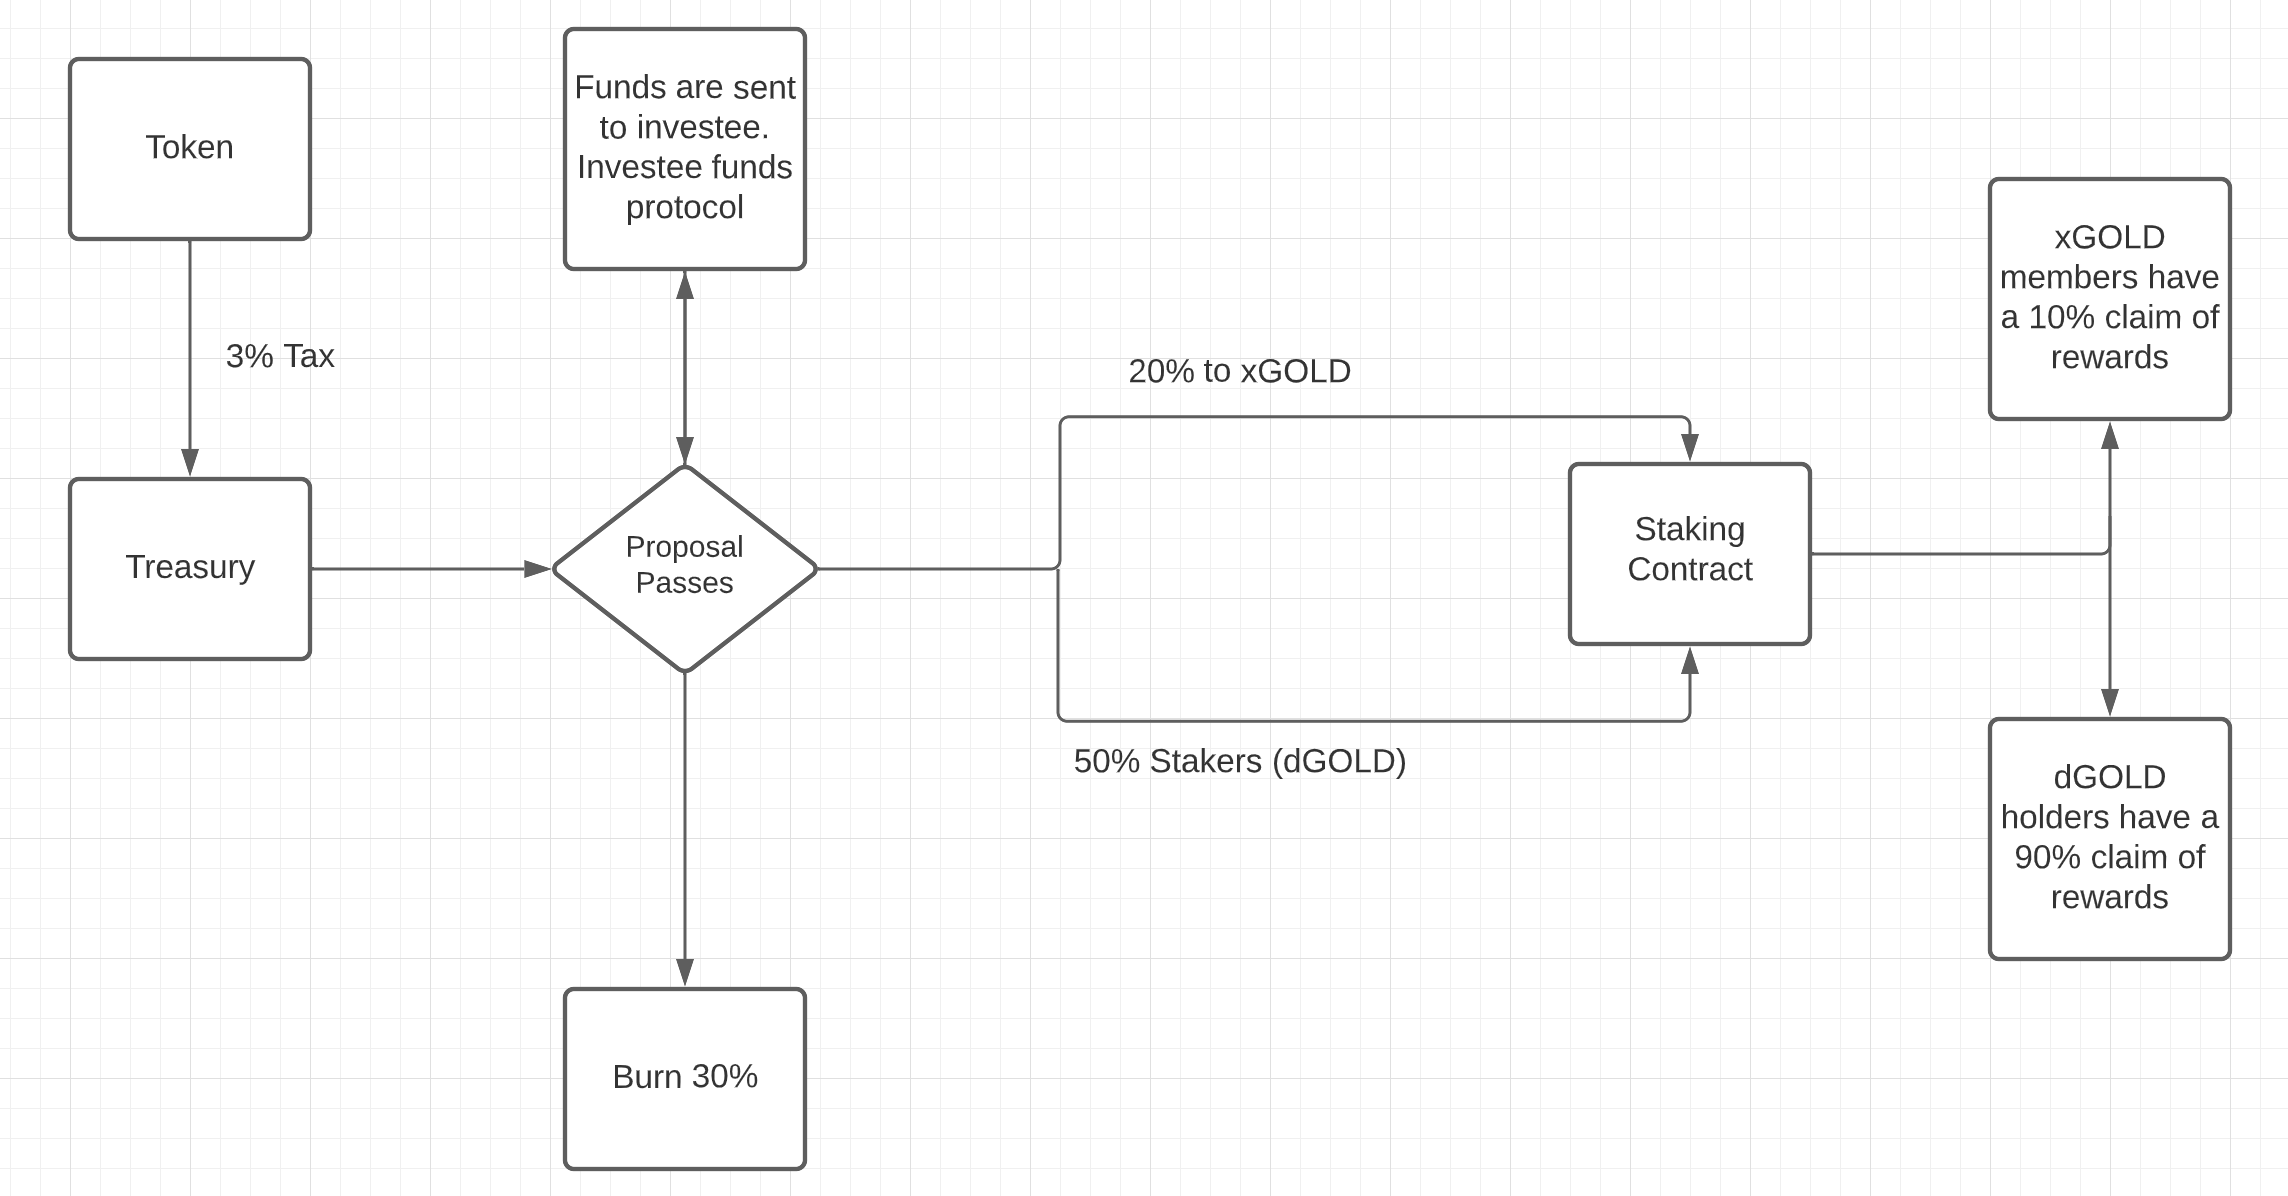 Token
3% Tax
Treasury
Funds are sent
to investee.
Investee funds
protocol
Proposal
Passes
Burn 30%
20% to xGOLD
50% Stakers (dGOLD)
Staking
Contract
xGOLD
members have
a 10% claim of
rewards
dGOLD
holders have a
90% claim of
rewards